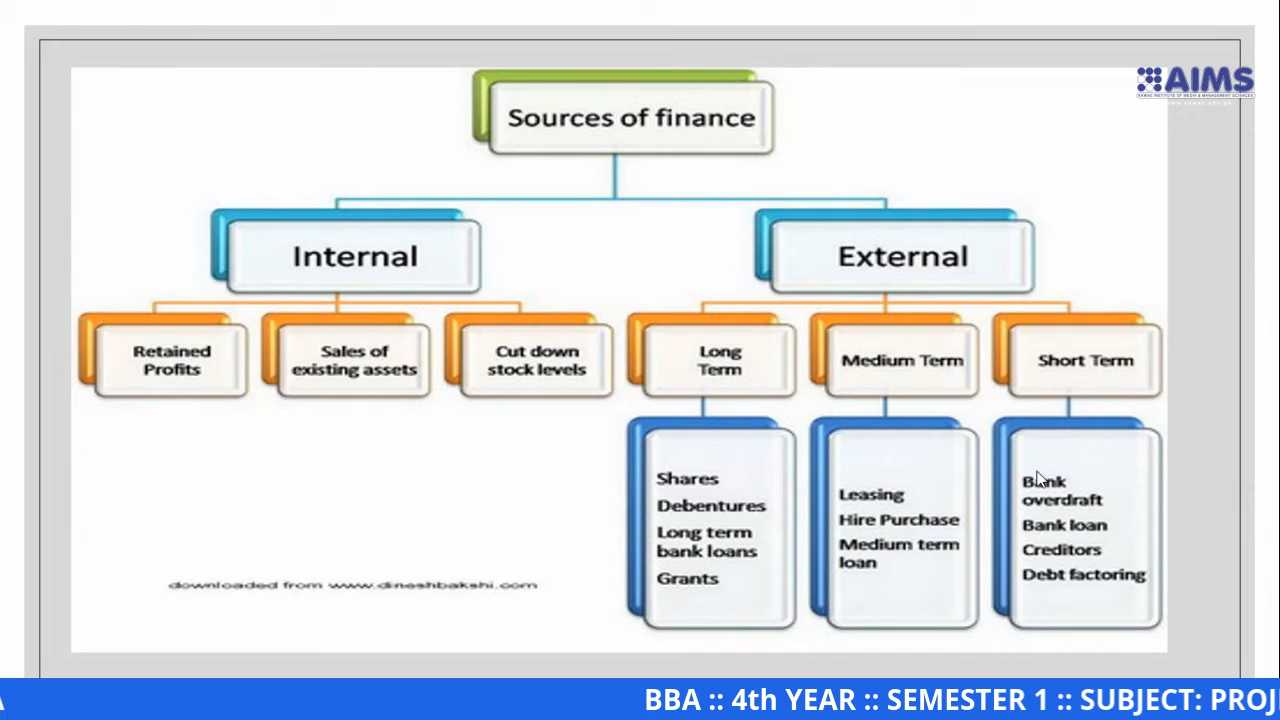 AIMS
Sources of finance
Internal
External
Retained
Profits
Sales of
existing assets
Cut down
stock levels
Long
Term
Medium Term
Short Term
Shares
Debentures
Long term
bank loans
Grants
Leasing
Hire Purchase
Medium term
loan
Bank
overdraft
Bank loan
Creditors
Debt factoring
downloaded from www.dineshbakshi.com
A
BBA :: 4th YEAR :: SEMESTER 1 :: SUBJECT: PROJ